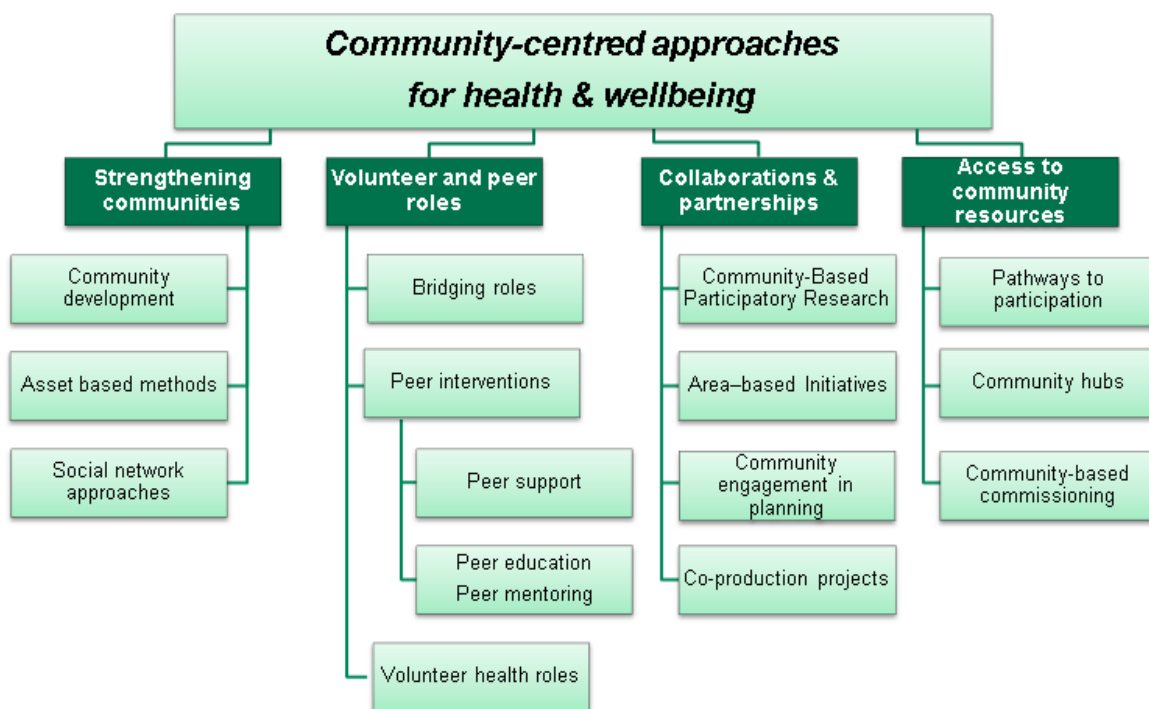 Community-centred approaches
for health & wellbeing
Strengthening
communities
Community
development
Asset based methods
Social network
approaches
Volunteer and peer
roles
Bridging roles
Peer interventions
Peer support
Peer education
Peer mentoring
Volunteer health roles
Collaborations &
partnerships
Community-Based
Participatory Research
Area–based Initiatives
Community
engagement in
planning
Co-production projects
Access to
community
resources
Pathways to
participation
Community hubs
Community-based
commissioning